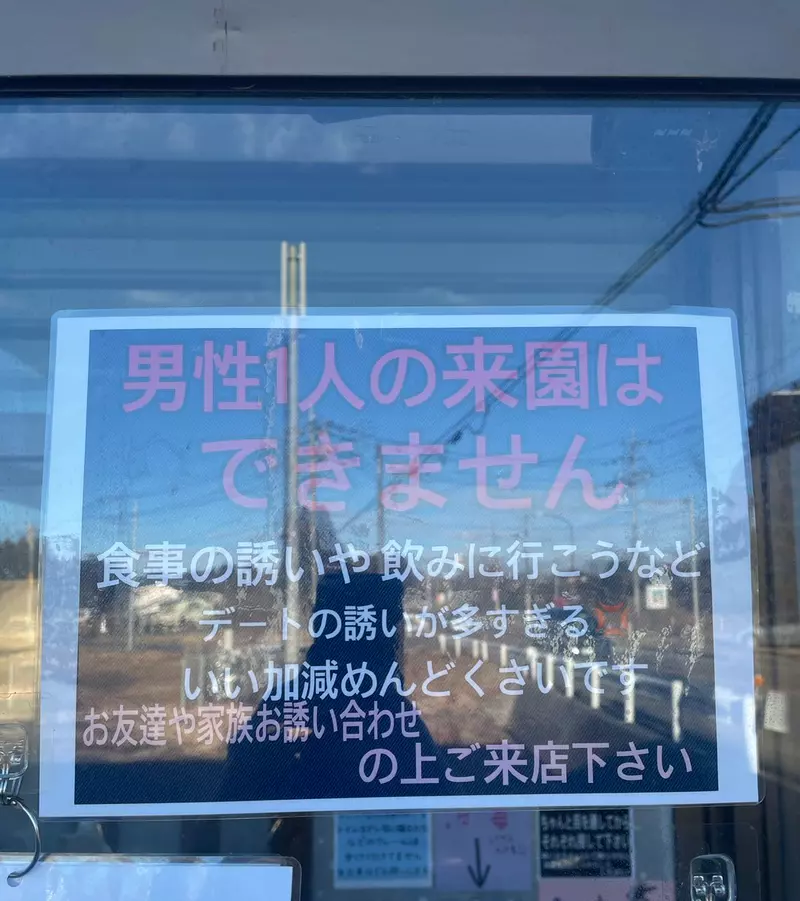 男性1人の来園は
できません
食事の誘いや 飲みに行こうなど
デートの誘いが多すぎる💢
いい加減めんどくさいです
お友達や家族お誘い合わせ
の上ご来店下さい